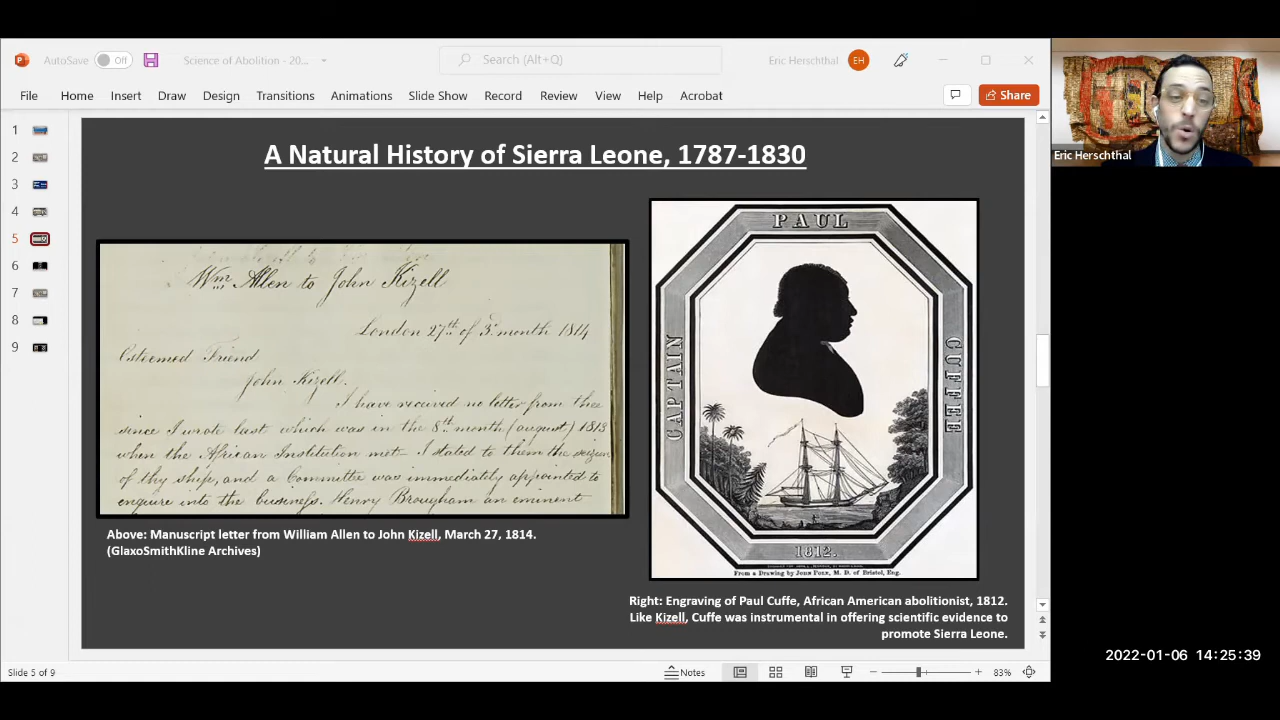 AutoSave
Off
Science of Abolition - 20...
Search (Alt+Q)
Eric Herschthal
EH
File
Home
Insert
Draw
Design
Transitions
Animations
Slide Show
Record
Review
View
Help
Acrobat
Share
1
2
3
4
5
6
7
8
9
A Natural History of Sierra Leone, 1787-1830
Wm Allen to John Kizell
London 27th of 3d month 1814
Esteemed Friend
John Kizell.
I have received no letter from thee
since I wrote last which was in the 8th month (august) 1813
when the African Institution met I stated to them the seizure
of thy ship, and a Committee was immediately appointed to
enquire into the business. Henry Brougham an eminent
Above: Manuscript letter from William Allen to John Kizell, March 27, 1814.
(GlaxoSmithKline Archives)
PAUL
CAPTAIN
CUFFEE
1812.
From a Drawing by John Pole, M. D. of Bristol, Eng.
Right: Engraving of Paul Cuffe, African American abolitionist, 1812.
Like Kizell, Cuffe was instrumental in offering scientific evidence to
promote Sierra Leone.
Eric Herschthal
2022-01-06 14:25:39
Slide 5 of 9
Notes
83%